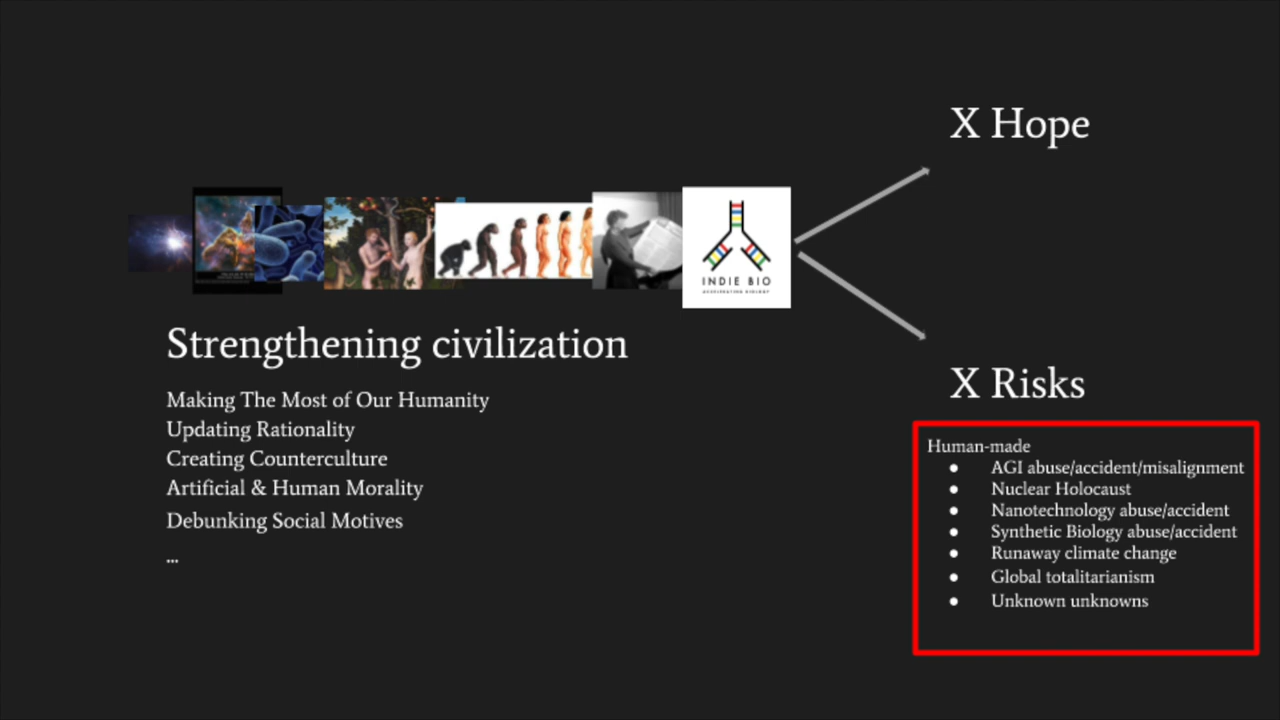 X Hope
INDIE BIO
ACCELERATING BIOLOGY
Strengthening civilization
Making The Most of Our Humanity
Updating Rationality
Creating Counterculture
Artificial & Human Morality
Debunking Social Motives
...
X Risks
Human-made
● AGI abuse/accident/misalignment
● Nuclear Holocaust
● Nanotechnology abuse/accident
● Synthetic Biology abuse/accident
● Runaway climate change
● Global totalitarianism
● Unknown unknowns